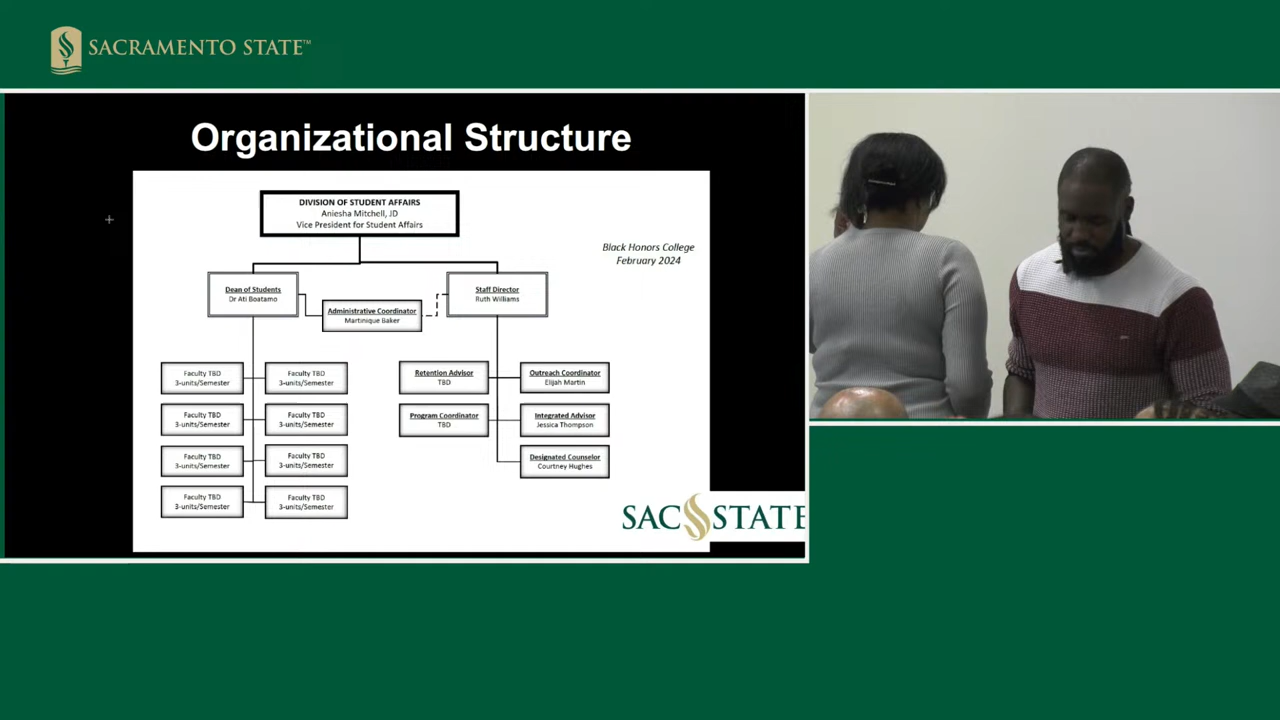 SACRAMENTO STATE™
Organizational Structure
DIVISION OF STUDENT AFFAIRS
Aniesha Mitchell, JD
Vice President for Student Affairs
Black Honors College
February 2024
Dean of Students
Dr Ati Boatamo
Staff Director
Ruth Williams
Administrative Coordinator
Martinique Baker
Faculty TBD
3-units/Semester
Faculty TBD
3-units/Semester
Faculty TBD
3-units/Semester
Faculty TBD
3-units/Semester
Faculty TBD
3-units/Semester
Faculty TBD
3-units/Semester
Faculty TBD
3-units/Semester
Faculty TBD
3-units/Semester
Retention Advisor
TBD
Outreach Coordinator
Elijah Martin
Program Coordinator
TBD
Integrated Advisor
Jessica Thompson
Designated Counselor
Courtney Hughes
SAC STATE